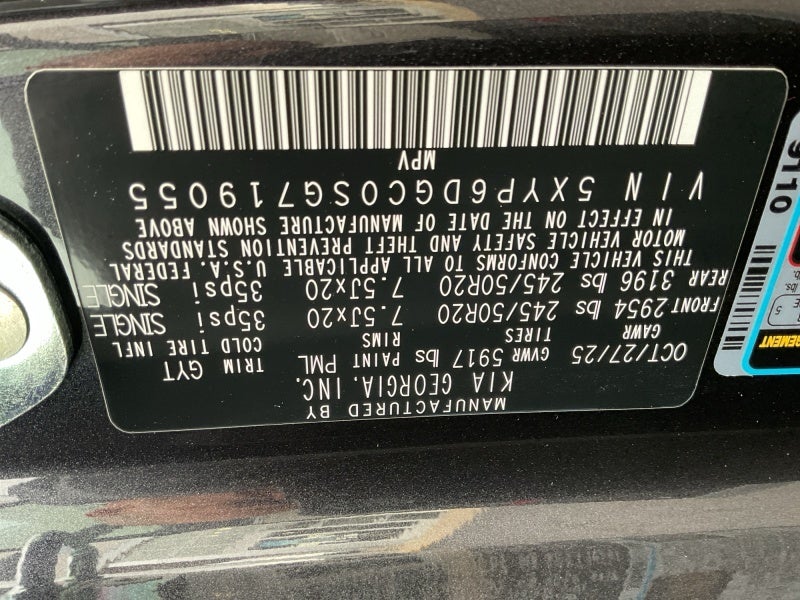 MANUFACTURED BY
KIA GEORGIA. INC.
OCT/27/25 GVWR 5917 lbs PAINT PML TRIM GYT
GAWR TIRES RIMS COLD TIRE INFL
FRONT 2954 lbs 245/50R20 7.5Jx20 35psi SINGLE
REAR 3196 lbs 245/50R20 7.5Jx20 35psi SINGLE
THIS VEHICLE CONFORMS TO ALL APPLICABLE U.S.A. FEDERAL
MOTOR VEHICLE SAFETY AND THEFT PREVENTION STANDARDS
IN EFFECT ON THE DATE OF MANUFACTURE SHOWN ABOVE
VIN 5XYP6DGC0SG719055
MPV
9110
5